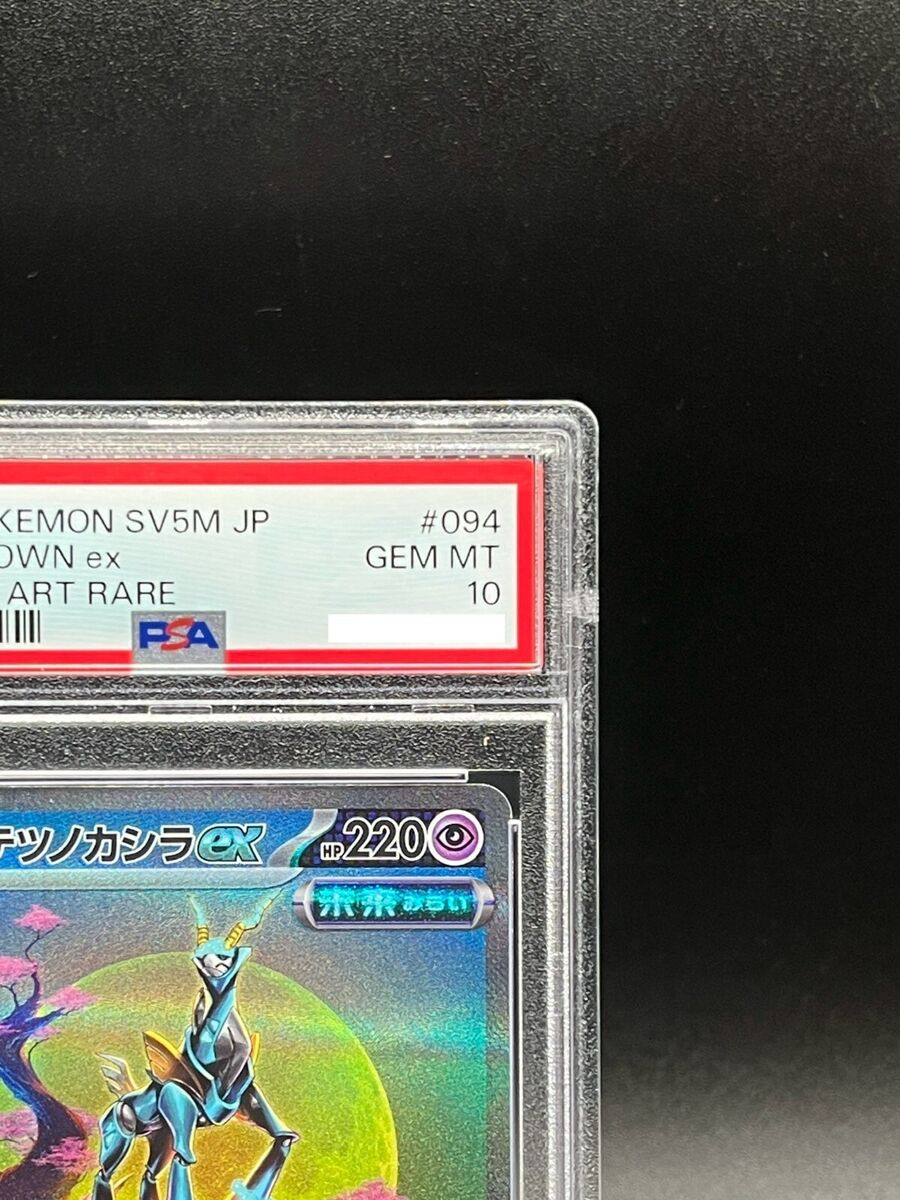 KEMON SV5M JP #094
OWN ex GEM MT
ART RARE 10
PSA
テツノカシラex HP220
未来 みらい